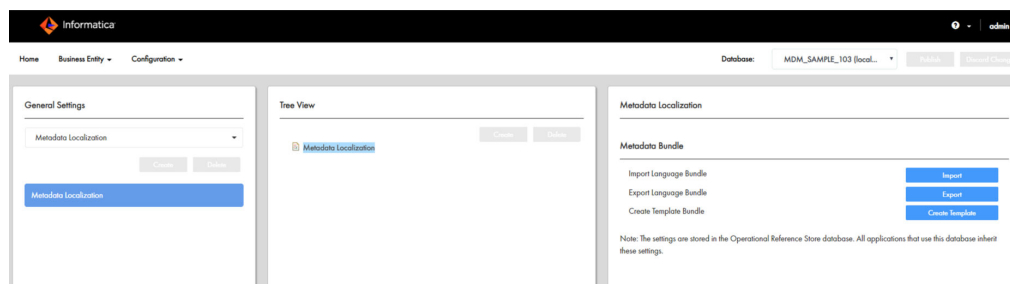 Informatica
admin
Home Business Entity Configuration Database: MDM_SAMPLE_103 (local... Publish Discard Chang
General Settings
Metadata Localization
Create Delete
Metadata Localization
Tree View
Create Delete
Metadata Localization
Metadata Localization
Metadata Bundle
Import Language Bundle Import
Export Language Bundle Export
Create Template Bundle Create Template
Note: The settings are stored in the Operational Reference Store database. All applications that use this database inherit
these settings.